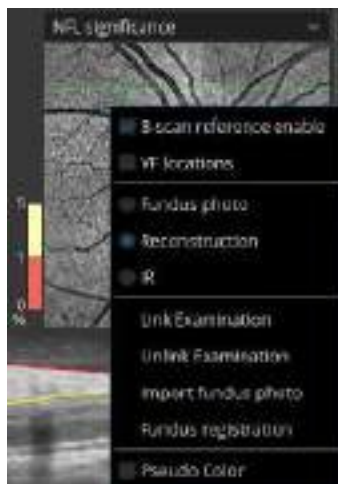 NFL significance
B-scan reference enable
VF locations
Fundus photo
Reconstruction
IR
Link Examination
Unlink Examination
Import fundus photo
Fundus registration
Pseudo Color
5
1
0
%